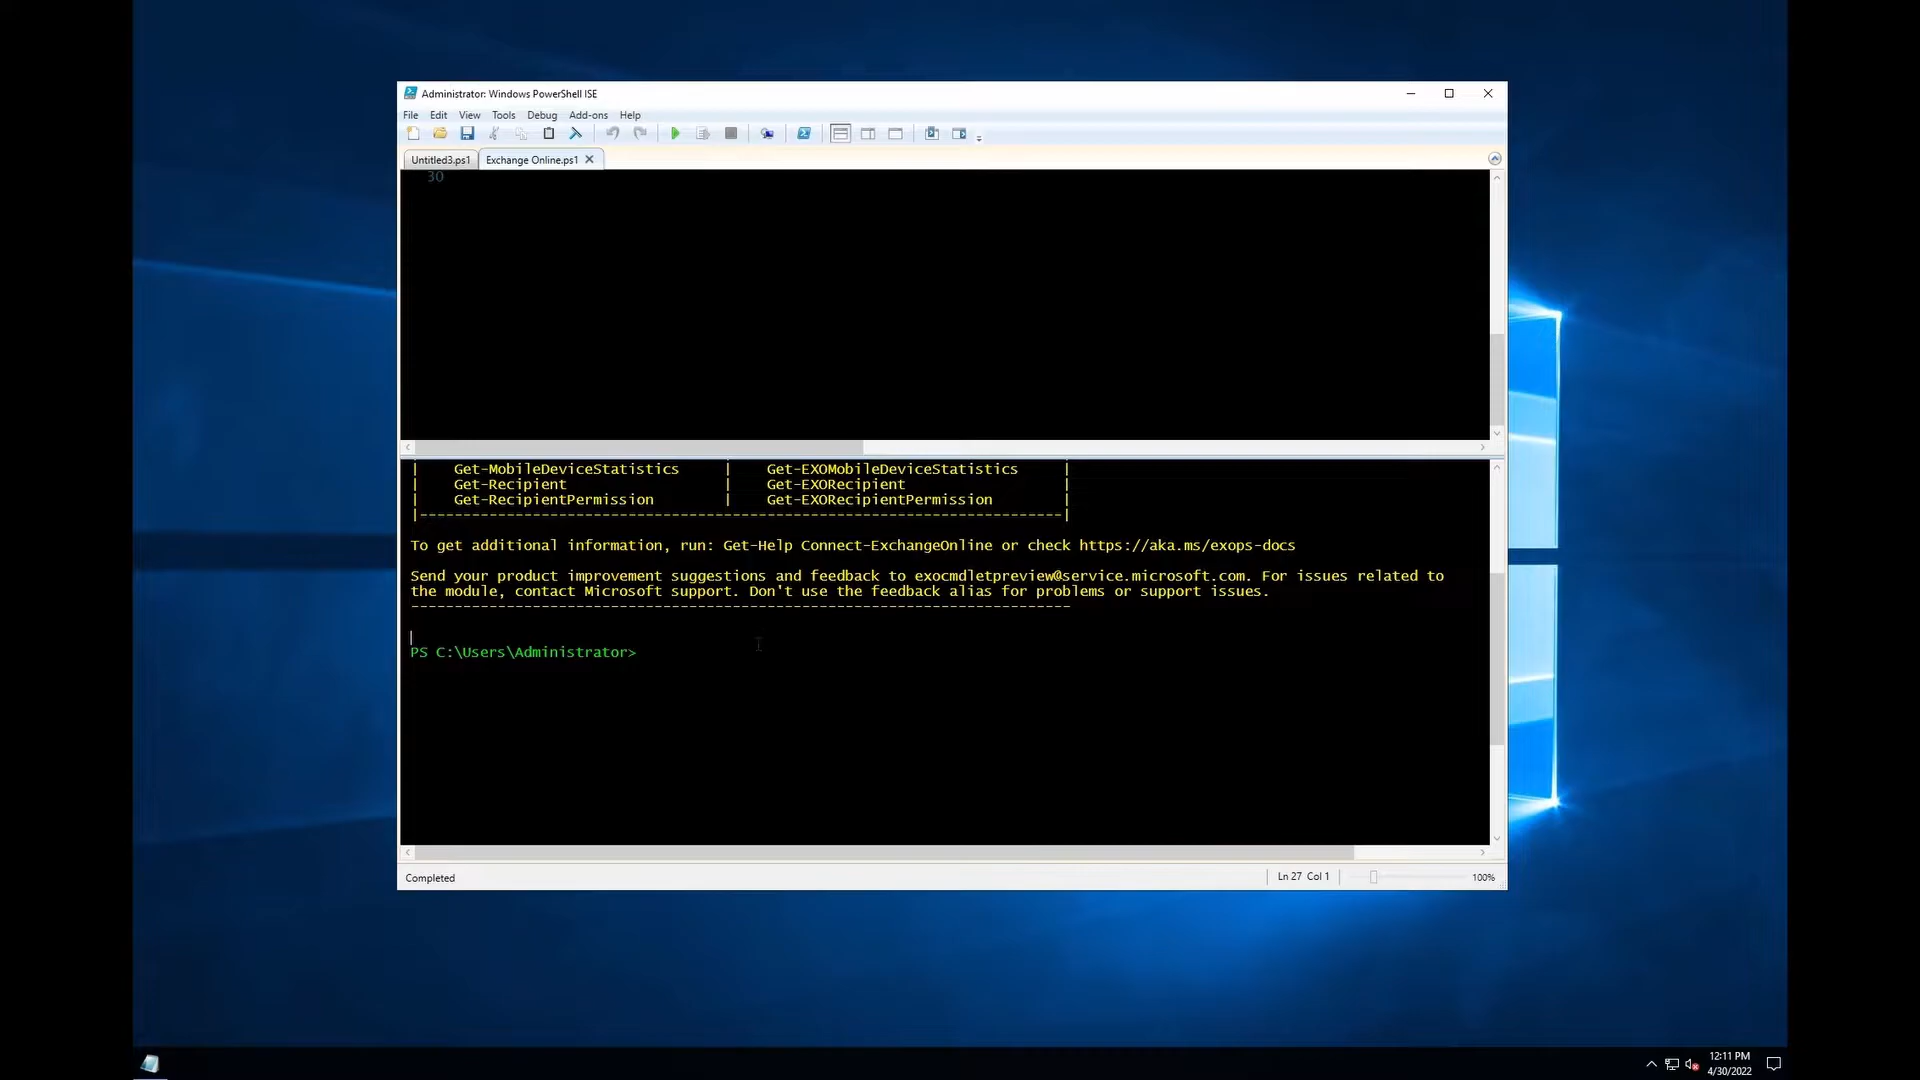 Administrator: Windows PowerShell ISE
File Edit View Tools Debug Add-ons Help
Untitled3.ps1 Exchange Online.ps1
30
| Get-MobileDeviceStatistics | Get-EXOMobileDeviceStatistics |
| Get-Recipient | Get-EXORecipient |
| Get-RecipientPermission | Get-EXORecipientPermission |
|--------------------------------------------------------------------------|
To get additional information, run: Get-Help Connect-ExchangeOnline or check https://aka.ms/exops-docs
Send your product improvement suggestions and feedback to exocmdletpreview@service.microsoft.com. For issues related to
the module, contact Microsoft support. Don't use the feedback alias for problems or support issues.
----------------------------------------------------------------------------
PS C:\Users\Administrator>
Completed Ln 27 Col 1 100%
12:11 PM
4/30/2022